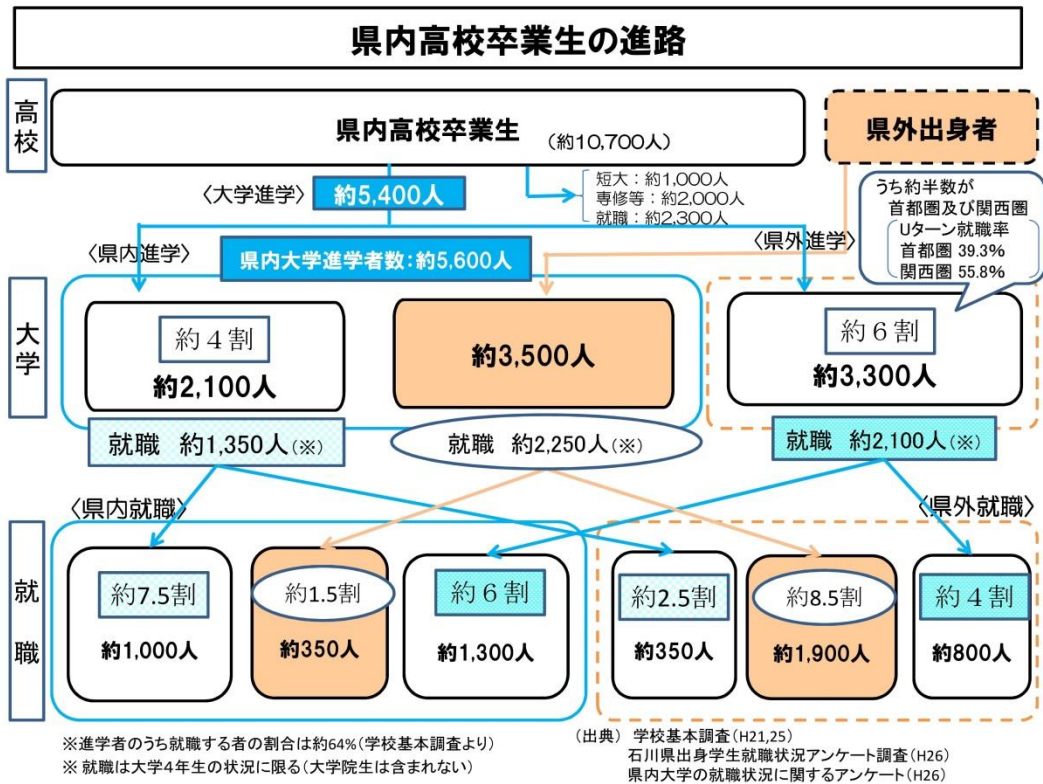 県内高校卒業生の進路
高校
県内高校卒業生 (約10,700人)
県外出身者
〈大学進学〉
約5,400人
短大：約1,000人
専修等：約2,000人
就職：約2,300人
うち約半数が
首都圏及び関西圏
Uターン就職率
首都圏 39.3%
関西圏 55.8%
〈県内進学〉
県内大学進学者数：約5,600人
〈県外進学〉
大学
約４割
約2,100人
約3,500人
約６割
約3,300人
就職 約1,350人(※)
就職 約2,250人(※)
就職 約2,100人(※)
〈県内就職〉
〈県外就職〉
就職
約7.5割
約1,000人
約1.5割
約350人
約６割
約1,300人
約2.5割
約350人
約8.5割
約1,900人
約４割
約800人
※進学者のうち就職する者の割合は約64%(学校基本調査より)
※ 就職は大学４年生の状況に限る(大学院生は含まれない)
(出典) 学校基本調査(H21,25)
石川県出身学生就職状況アンケート調査(H26)
県内大学の就職状況に関するアンケート(H26)